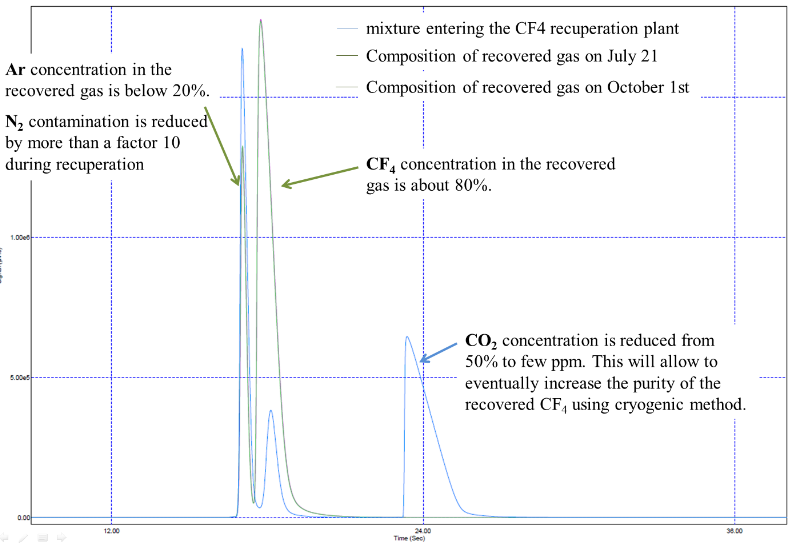 mixture entering the CF4 recuperation plant
Composition of recovered gas on July 21
Composition of recovered gas on October 1st
Ar concentration in the
recovered gas is below 20%.
N₂ contamination is reduced
by more than a factor 10
during recuperation
CF₄ concentration in the recovered
gas is about 80%.
CO₂ concentration is reduced from
50% to few ppm. This will allow to
eventually increase the purity of the
recovered CF₄ using cryogenic method.
1.00e6
5.00e5
0.00
12.00
24.00
36.00
Time (Sec)